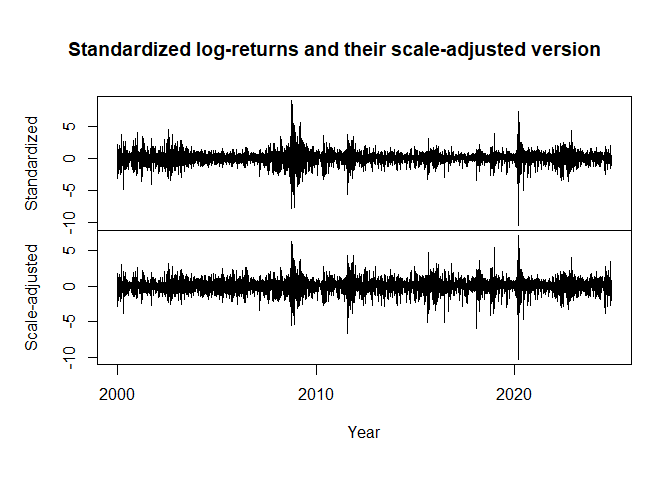 Standardized log-returns and their scale-adjusted version
Standardized
5
0
-5
-10
Scale-adjusted
5
0
-5
-10
2000
2010
2020
Year